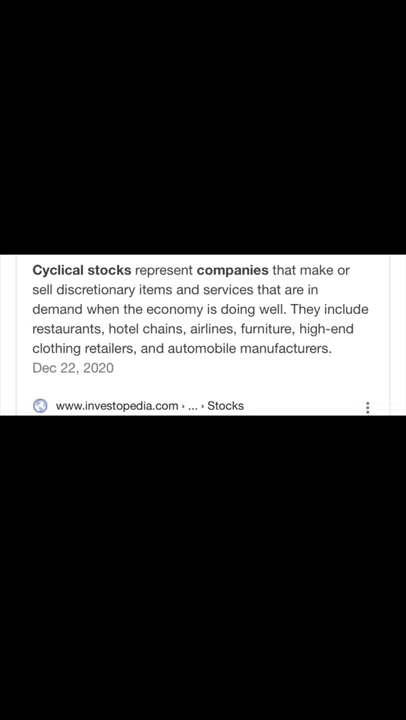 Cyclical stocks represent companies that make or
sell discretionary items and services that are in
demand when the economy is doing well. They include
restaurants, hotel chains, airlines, furniture, high-end
clothing retailers, and automobile manufacturers.
Dec 22, 2020
www.investopedia.com › ... › Stocks